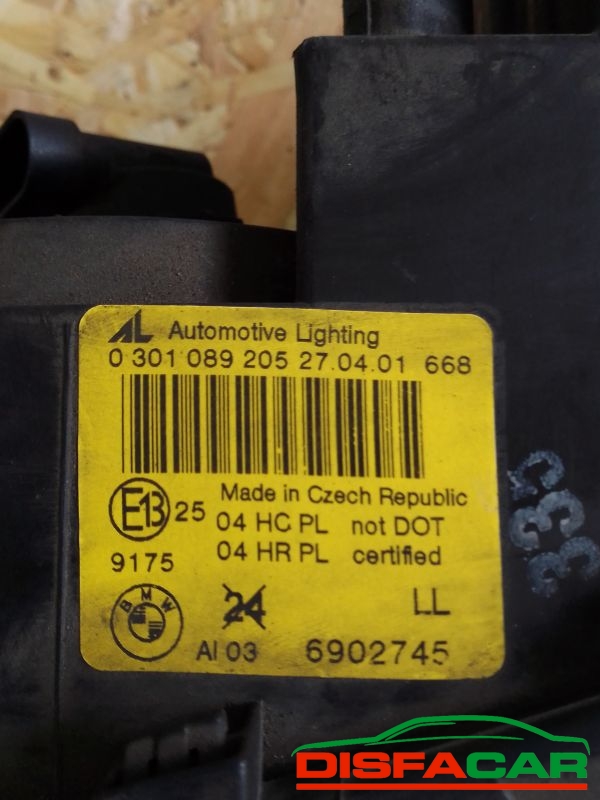 AL Automotive Lighting
0 301 089 205 27.04.01 668
Made in Czech Republic
E13 25 04 HC PL not DOT
9175 04 HR PL certified
BMW 24 LL
AI 03 6902745
335
DISFACAR